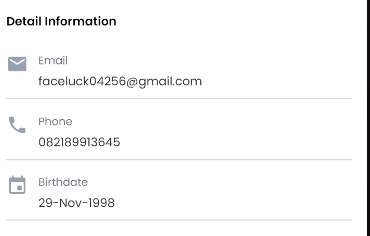 Detail Information
Email
faceluck04256@gmail.com
Phone
082189913645
Birthdate
29-Nov-1998